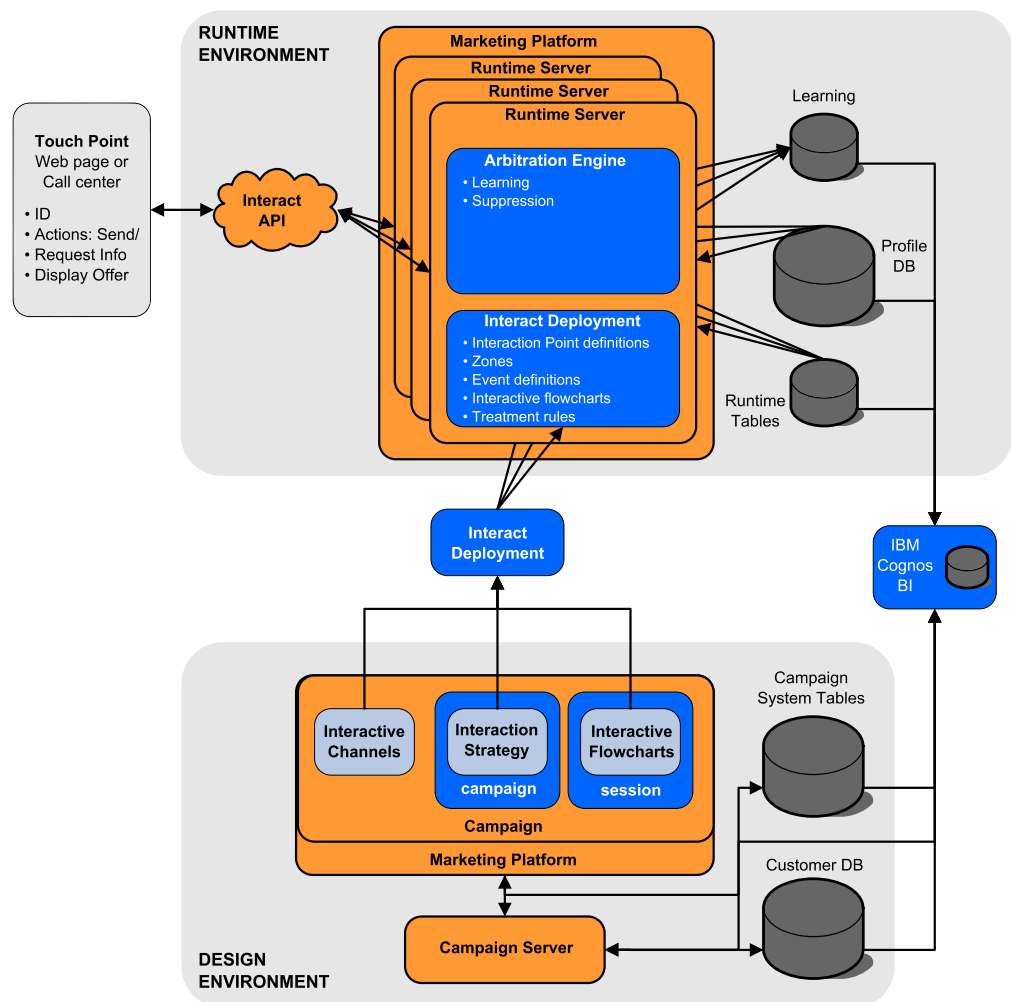 RUNTIME
ENVIRONMENT
Marketing Platform
Runtime Server
Runtime Server
Runtime Server
Arbitration Engine
• Learning
• Suppression
Interact Deployment
• Interaction Point definitions
• Zones
• Event definitions
• Interactive flowcharts
• Treatment rules
Touch Point
Web page or
Call center
• ID
• Actions: Send/
• Request Info
• Display Offer
Interact
API
Learning
Profile
DB
Runtime
Tables
Interact
Deployment
IBM
Cognos
BI
Interactive
Channels
Interaction
Strategy
campaign
Interactive
Flowcharts
session
Campaign
Marketing Platform
Campaign Server
Campaign
System Tables
Customer DB
DESIGN
ENVIRONMENT